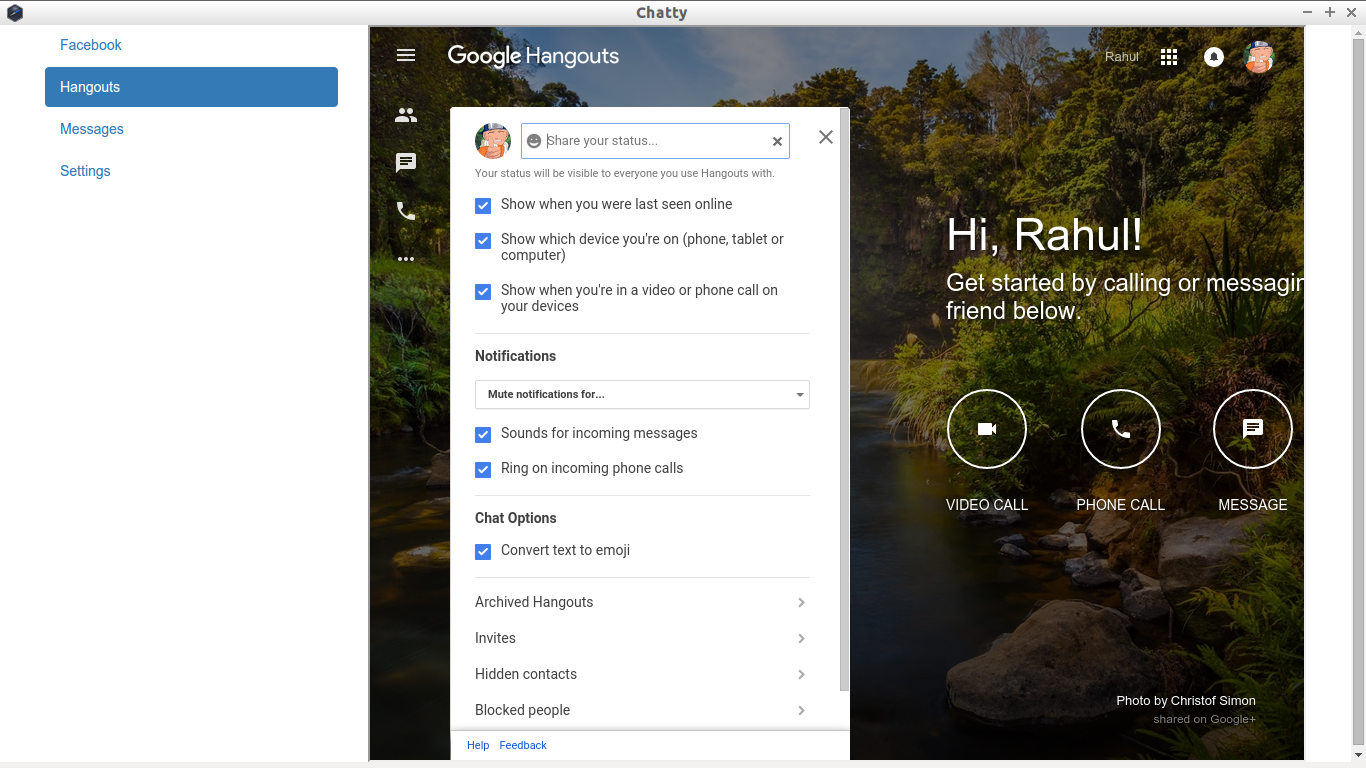 Chatty
Facebook
Hangouts
Messages
Settings
Google Hangouts
Rahul
Share your status...
Your status will be visible to everyone you use Hangouts with.
Show when you were last seen online
Show which device you're on (phone, tablet or
computer)
Show when you're in a video or phone call on
your devices
Notifications
Mute notifications for...
Sounds for incoming messages
Ring on incoming phone calls
Chat Options
Convert text to emoji
Archived Hangouts
Invites
Hidden contacts
Blocked people
Help Feedback
Hi, Rahul!
Get started by calling or messagin
friend below.
VIDEO CALL PHONE CALL MESSAGE
Photo by Christof Simon
shared on Google+